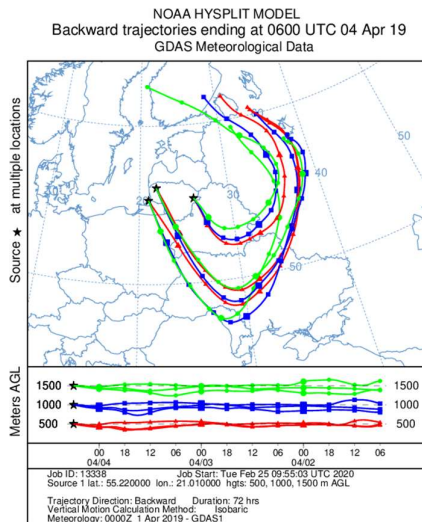 NOAA HYSPLIT MODEL
Backward trajectories ending at 0600 UTC 04 Apr 19
GDAS Meteorological Data
Source ★ at multiple locations
50
40
30
50
Meters AGL
1500 1500
1000 1000
500 500
00 18 12 06 00 18 12 06 00 18 12 06
04/04 04/03 04/02
Job ID: 13338 Job Start: Tue Feb 25 09:55:03 UTC 2020
Source 1 lat.: 55.220000 lon.: 21.010000 hgts: 500, 1000, 1500 m AGL
Trajectory Direction: Backward Duration: 72 hrs
Vertical Motion Calculation Method: Isobaric
Meteorology: 0000Z 1 Apr 2019 - GDAS1